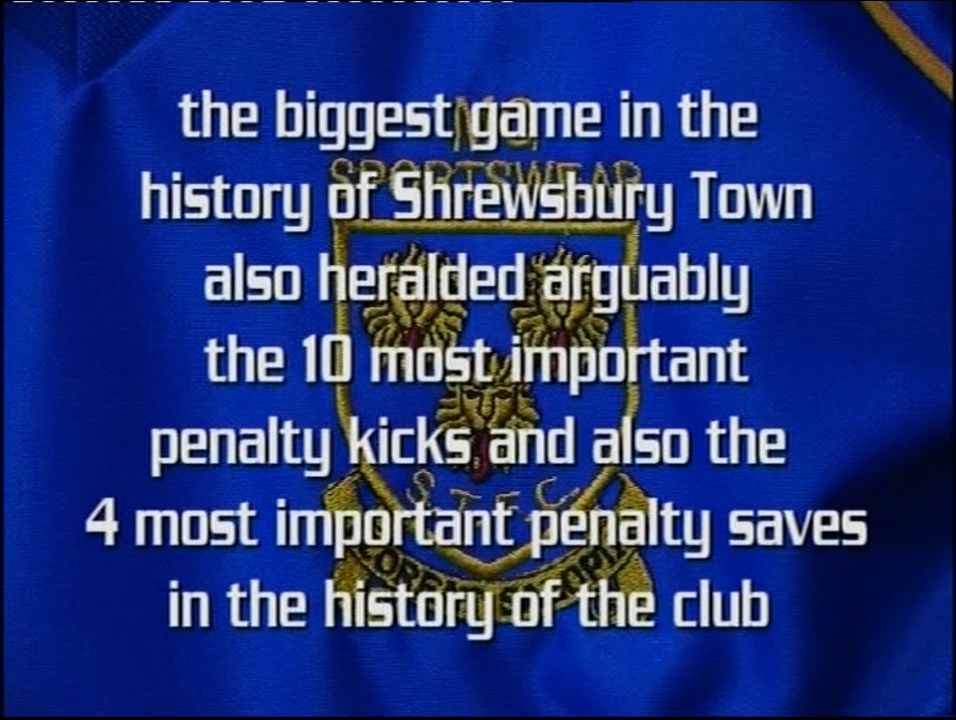 the biggest game in the
history of Shrewsbury Town
also heralded arguably
the 10 most important
penalty kicks and also the
4 most important penalty saves
in the history of the club
SPORTSWEAR
S.T.F.C